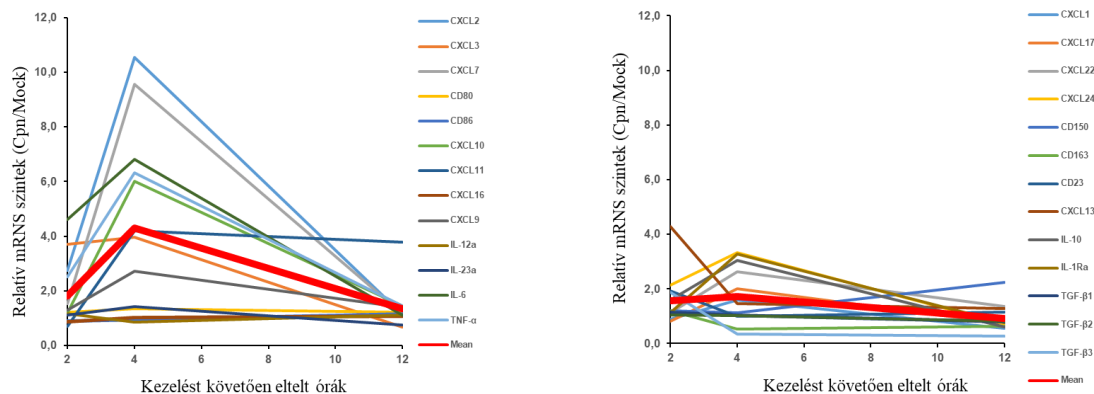 Relatív mRNS szintek (Cpn/Mock)
12,0
10,0
8,0
6,0
4,0
2,0
0,0
2 4 6 8 10 12
Kezelést követően eltelt órák
CXCL2
CXCL3
CXCL7
CD80
CD86
CXCL10
CXCL11
CXCL16
CXCL9
IL-12a
IL-23a
IL-6
TNF-α
Mean
Relatív mRNS szintek (Cpn/Mock)
12,0
10,0
8,0
6,0
4,0
2,0
0,0
2 4 6 8 10 12
Kezelést követően eltelt órák
CXCL1
CXCL17
CXCL22
CXCL24
CD150
CD163
CD23
CXCL13
IL-10
IL-1Ra
TGF-β1
TGF-β2
TGF-β3
Mean